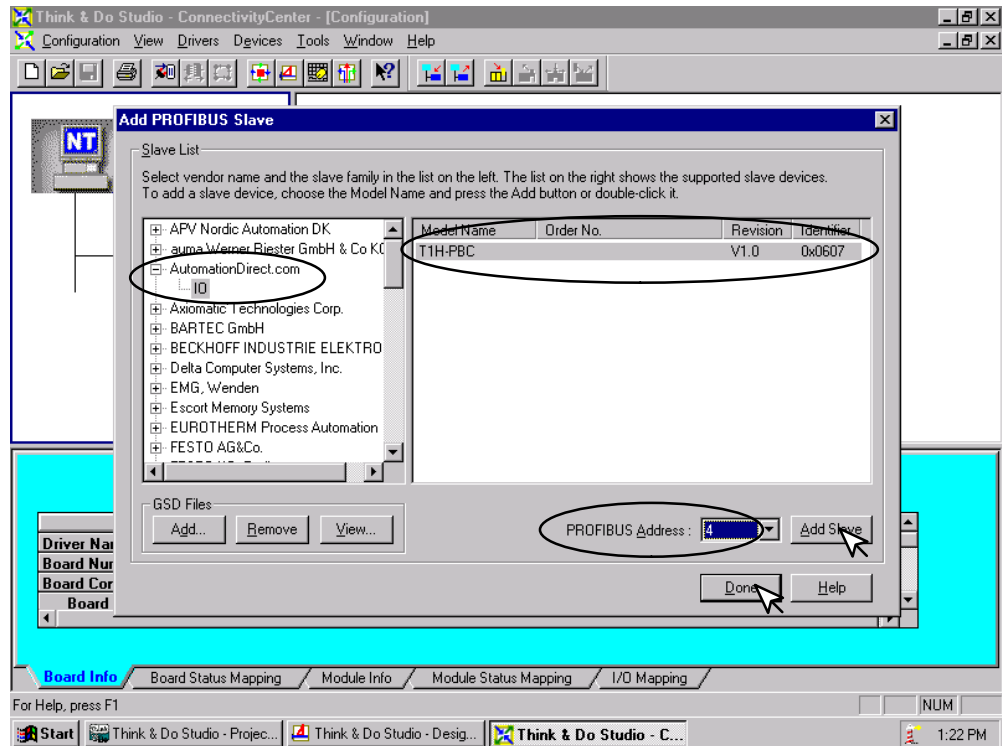 Think & Do Studio - ConnectivityCenter - [Configuration]
Configuration View Drivers Devices Tools Window Help
NT
Add PROFIBUS Slave
Slave List
Select vendor name and the slave family in the list on the left. The list on the right shows the supported slave devices.
To add a slave device, choose the Model Name and press the Add button or double-click it.
APV Nordic Automation DK
auma Werner Riester GmbH & Co KG
AutomationDirect.com
IO
Axiomatic Technologies Corp.
BARTEC GmbH
BECKHOFF INDUSTRIE ELEKTRO
Delta Computer Systems, Inc.
EMG, Wenden
Escort Memory Systems
EUROTHERM Process Automation
FESTO AG&Co.
Model Name Order No. Revision Identifier
T1H-PBC V1.0 0x0607
GSD Files
Add... Remove View...
PROFIBUS Address : 4 Add Slave
Done Help
Driver Nar
Board Nur
Board Cor
Board
Board Info Board Status Mapping Module Info Module Status Mapping I/O Mapping
For Help, press F1 NUM
Start Think & Do Studio - Projec... Think & Do Studio - Desig... Think & Do Studio - C... 1:22 PM